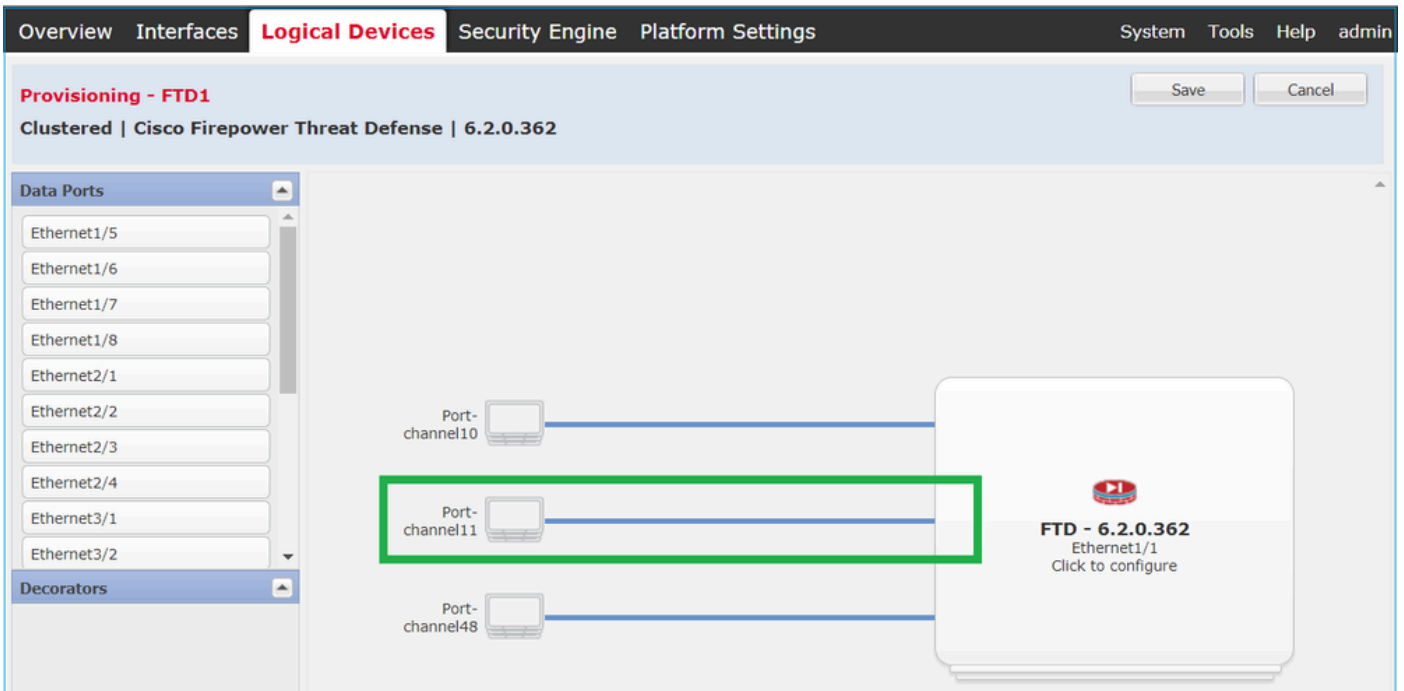 Overview Interfaces Logical Devices Security Engine Platform Settings System Tools Help admin
Provisioning - FTD1
Save Cancel
Clustered | Cisco Firepower Threat Defense | 6.2.0.362
Data Ports
Ethernet1/5
Ethernet1/6
Ethernet1/7
Ethernet1/8
Ethernet2/1
Ethernet2/2
Ethernet2/3
Ethernet2/4
Ethernet3/1
Ethernet3/2
Decorators
Port-
channel10
Port-
channel11
Port-
channel48
FTD - 6.2.0.362
Ethernet1/1
Click to configure